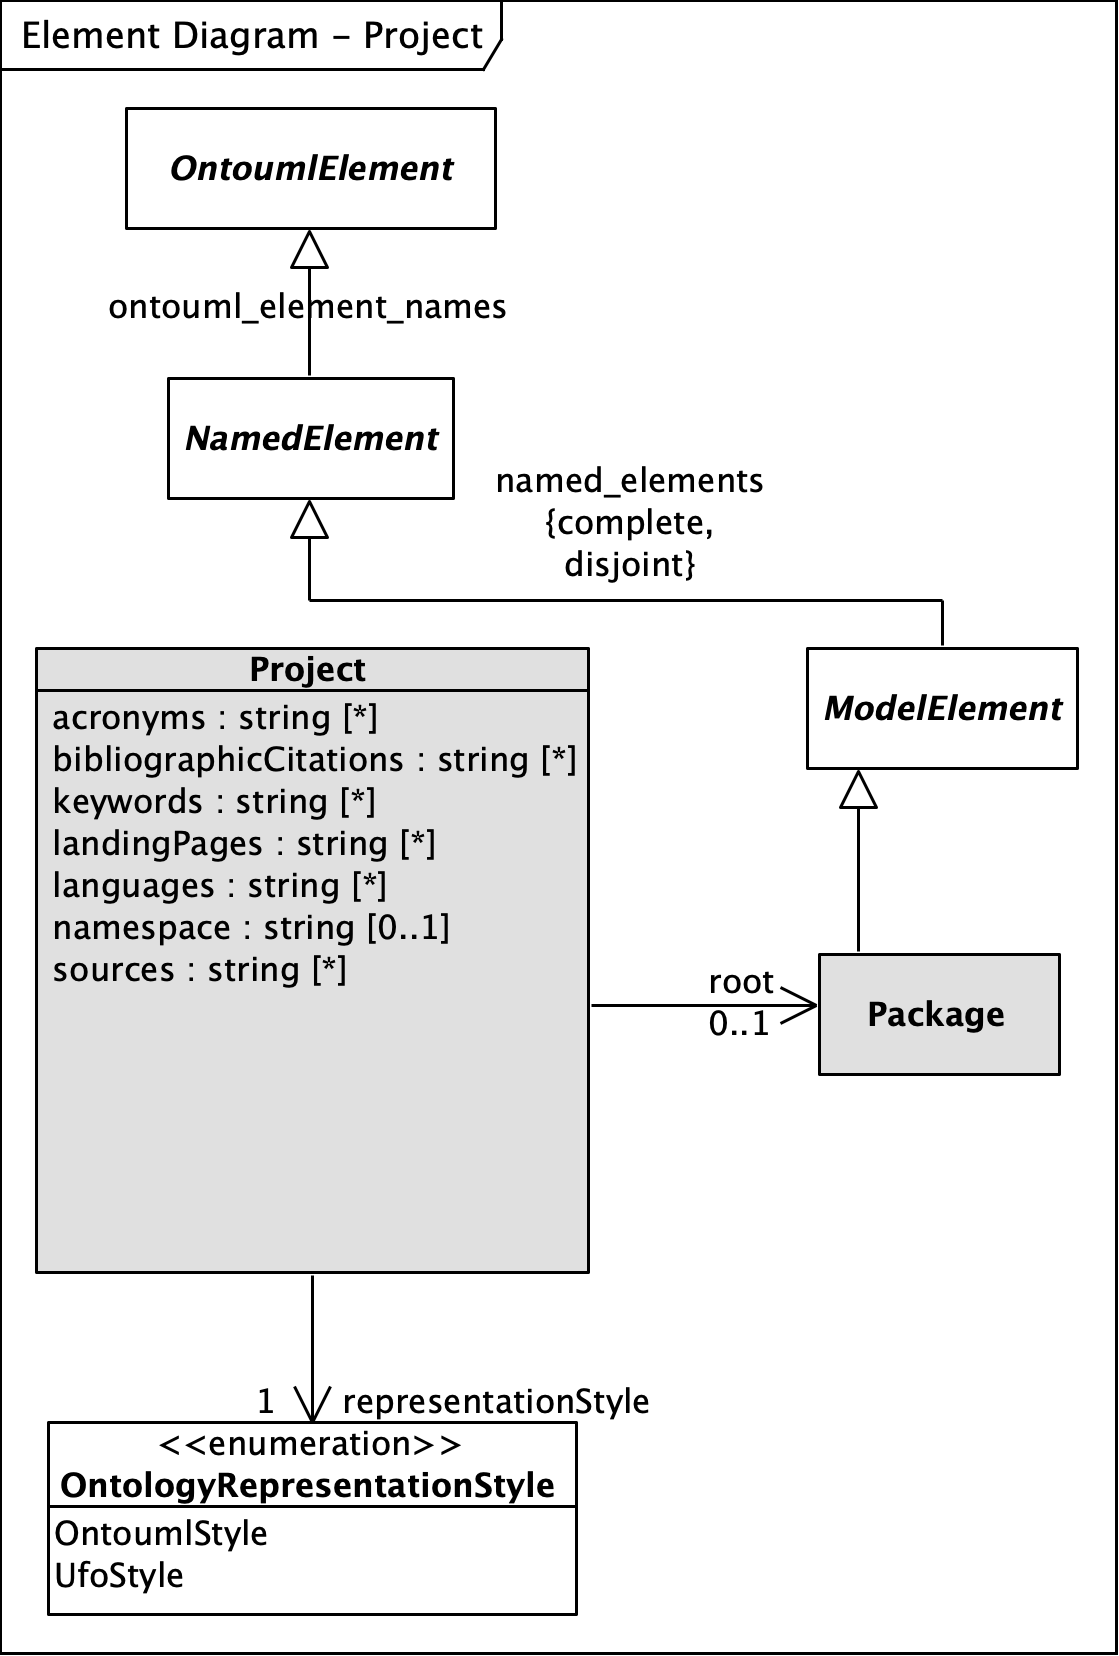 Element Diagram – Project
OntoumlElement
ontouml_element_names
NamedElement
named_elements
{complete,
disjoint}
Project
acronyms : string [*]
bibliographicCitations : string [*]
keywords : string [*]
landingPages : string [*]
languages : string [*]
namespace : string [0..1]
sources : string [*]
ModelElement
root
0..1
Package
1 representationStyle
<<enumeration>>
OntologyRepresentationStyle
OntoumlStyle
UfoStyle